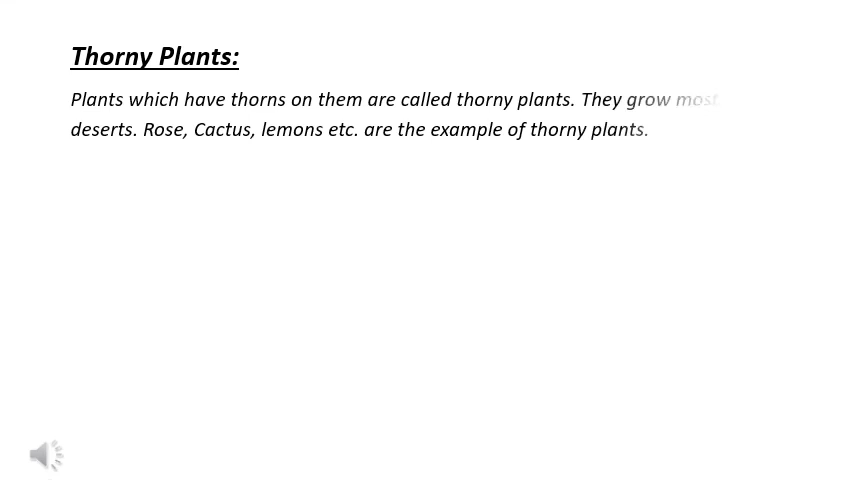 Thorny Plants:
Plants which have thorns on them are called thorny plants. They grow most
deserts. Rose, Cactus, lemons etc. are the example of thorny plants.